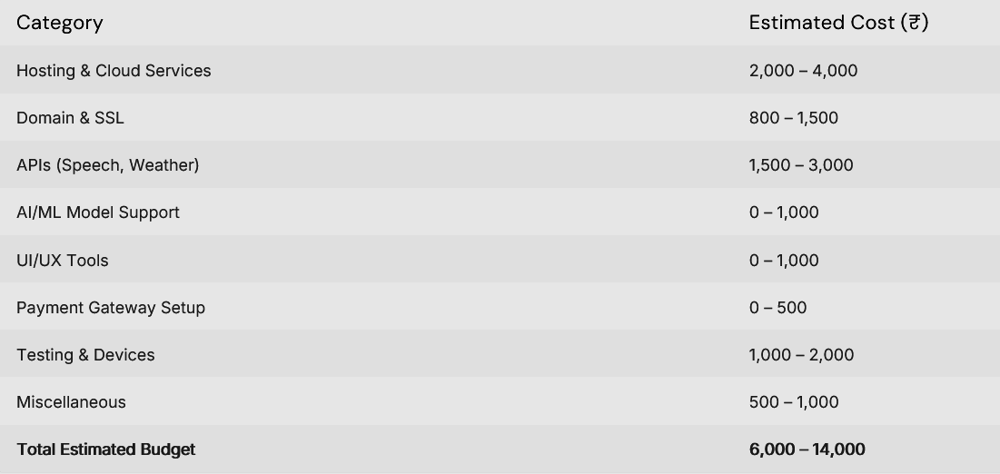 Category Estimated Cost (₹)
Hosting & Cloud Services 2,000 – 4,000
Domain & SSL 800 – 1,500
APIs (Speech, Weather) 1,500 – 3,000
AI/ML Model Support 0 – 1,000
UI/UX Tools 0 – 1,000
Payment Gateway Setup 0 – 500
Testing & Devices 1,000 – 2,000
Miscellaneous 500 – 1,000
Total Estimated Budget 6,000 – 14,000